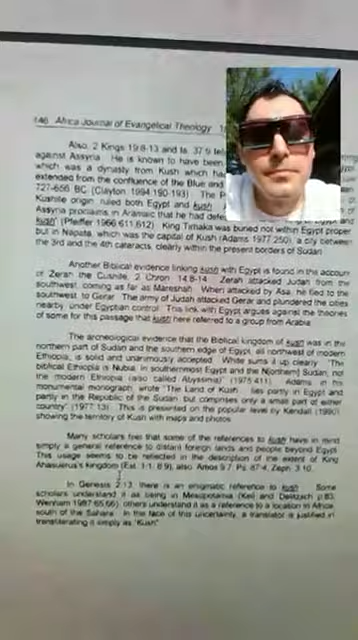 146 Africa Journal of Evangelical Theology
Also, 2 Kings 19:8-13 and Is. 37:9
against Assyria. He is known to have been
which was a dynasty from Kush which
extended from the confluence of the Blue and
727-656 BC (Clayton 1994:190-193). The
Kushite origin ruled both Egypt and kush
Assyria proclaims in Aramaic that he had
kush" (Pfeiffer 1966:611,612) King Tirhaka was buried not within Egypt proper
but in Napata, which was the capital of Kush (Adams 1977:250), a city between
the 3rd and the 4th cataracts, clearly within the present borders of Sudan
Another Biblical evidence linking kush with Egypt is found in the account
of Zerah the Cushite, 2 Chron. 14:8-14. Zerah attacked Judah from the
southwest, coming as far as Mareshah. When attacked by Asa, he fled to the
southwest to Gerar. The army of Judah attacked Gerar and plundered the cities
nearby under Egyptian control. This link with Egypt argues against the theories
of some for this passage that kush here referred to a group from Arabia
The archeological evidence that the Biblical kingdom of kush was in the
northern part of Sudan and the southern edge of Egypt, all northwest of modern
Ethiopia, is solid and unanimously accepted. White sums it up clearly "The
biblical Ethiopia is Nubia, in southernmost Egypt and the N[orthern] Sudan, not
the modern Ethiopia (also called Abyssinia)" (1975:411). Adams in his
monumental monograph, wrote "The Land of Kush lies partly in Egypt and
partly in the Republic of the Sudan, but comprises only a small part of either
country" (1977:13) This is presented on the popular level by Kendall (1990)
showing the territory of Kush with maps and photos
Many scholars feel that some of the references to kush have in mind
simply a general reference to distant foreign lands and people beyond Egypt
This usage seems to be reflected in the description of the extent of King
Ahasuerus's kingdom (Est. 1:1, 8:9), also, Amos 9:7, Ps. 87:4, Zeph. 3:10
In Genesis 2:13, there is an enigmatic reference to kush Some
scholars understand it as being in Mesopotamia (Keil and Delitzsch p.83,
Wenham 1987:65,66), others understand it as a reference to a location in Africa
south of the Sahara In the face of this uncertainty, a translator is justified in
transliterating it simply as "Kush"